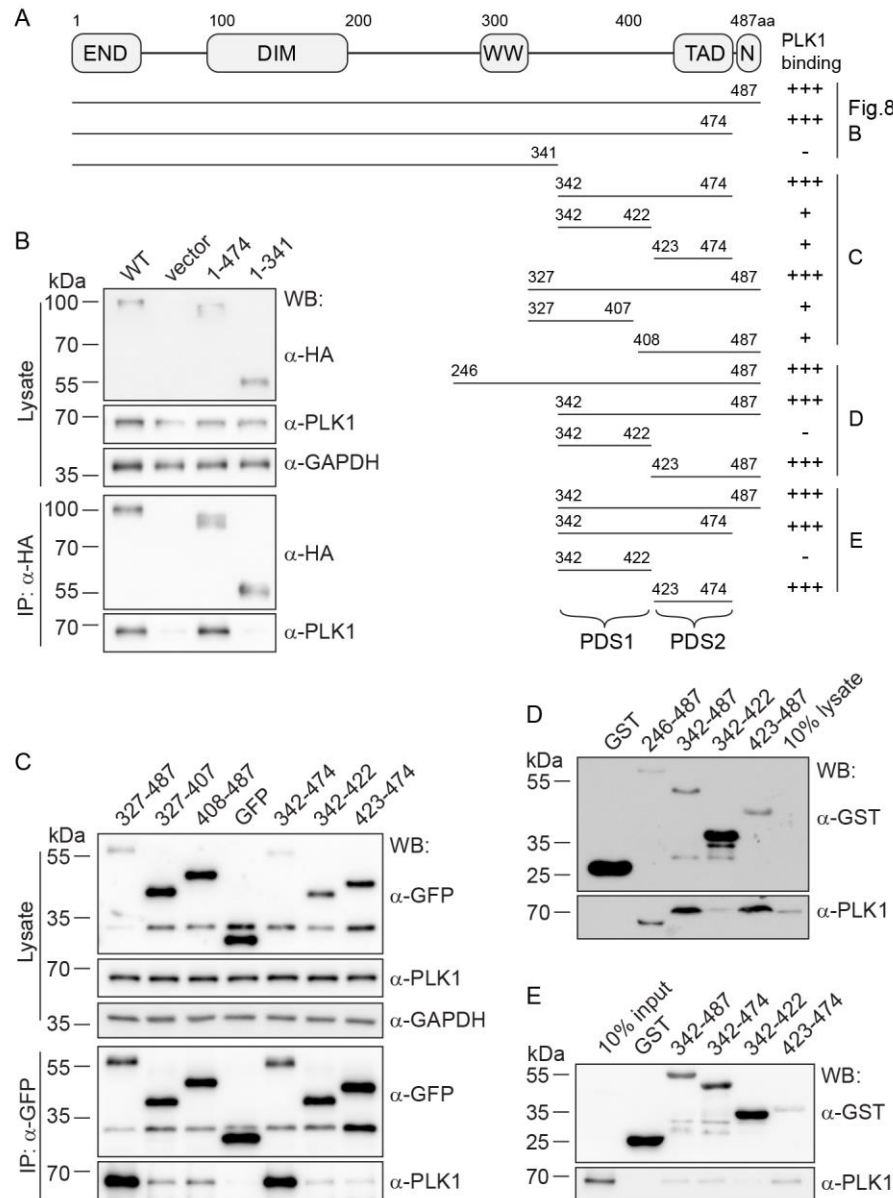 A
1 100 200 300 400 487aa
END DIM WW TAD N
PLK1
binding
487 +++
474 +++
341 -
Fig.8
B
342 474 +++
342 422 +
423 474 +
327 487 +++
327 407 +
408 487 +
C
246 487 +++
342 487 +++
342 422 -
423 487 +++
D
342 487 +++
342 474 +++
342 422 -
423 474 +++
E
PDS1 PDS2
B
WT vector 1-474 1-341
kDa
WB:
Lysate
100
70
55
α-HA
70
α-PLK1
35
α-GAPDH
IP: α-HA
100
70
55
α-HA
70
α-PLK1
C
327-487 327-407 408-487 GFP 342-474 342-422 423-474
kDa
WB:
Lysate
55
35
α-GFP
70
α-PLK1
35
α-GAPDH
IP: α-GFP
55
35
α-GFP
70
α-PLK1
D
GST 246-487 342-487 342-422 423-487 10% lysate
kDa
WB:
55
35
25
α-GST
70
α-PLK1
E
10% input GST 342-487 342-474 342-422 423-474
kDa
WB:
55
35
25
α-GST
70
α-PLK1